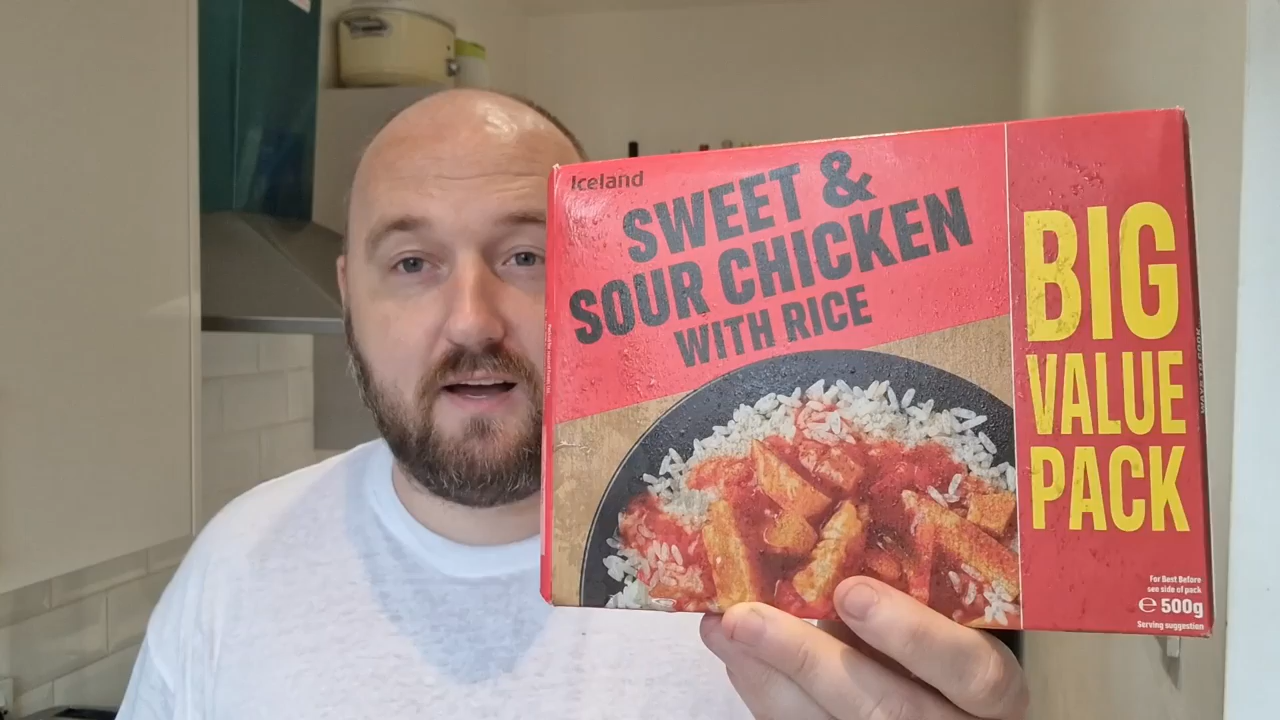 Iceland
SWEET &
SOUR CHICKEN
WITH RICE
BIG
VALUE
PACK
For Best Before
see side of pack
℮ 500g
Serving suggestion